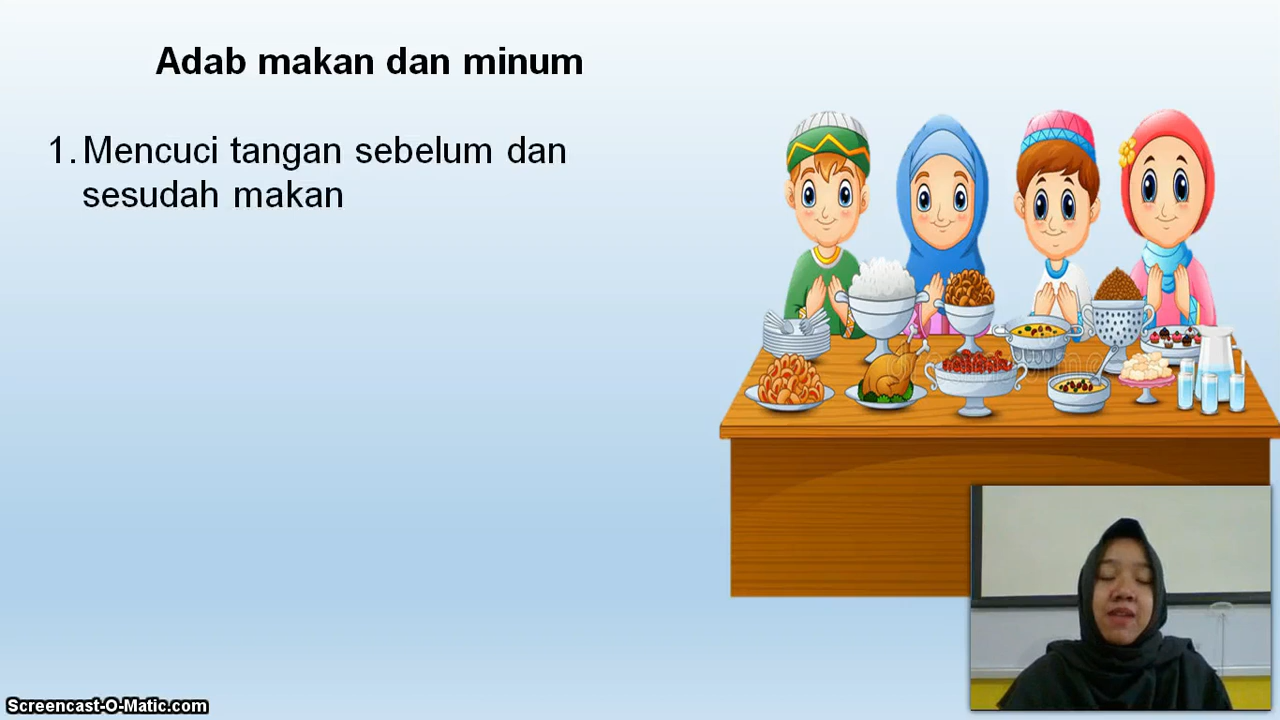 Adab makan dan minum
1. Mencuci tangan sebelum dan
sesudah makan
Screencast-O-Matic.com